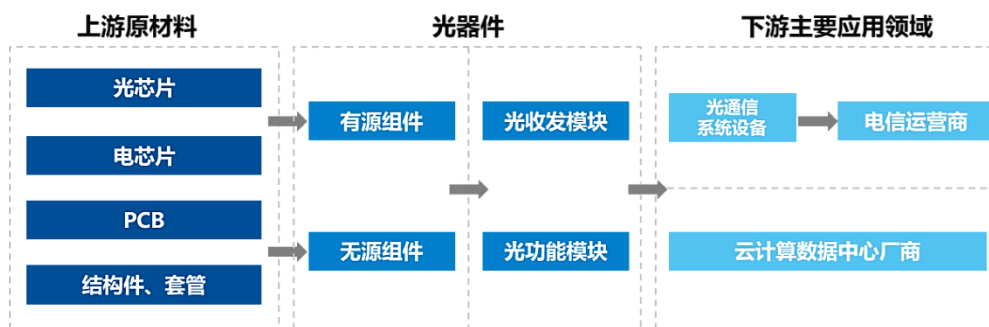 上游原材料
光芯片
电芯片
PCB
结构件、套管
光器件
有源组件
无源组件
光收发模块
光功能模块
下游主要应用领域
光通信
系统设备
电信运营商
云计算数据中心厂商